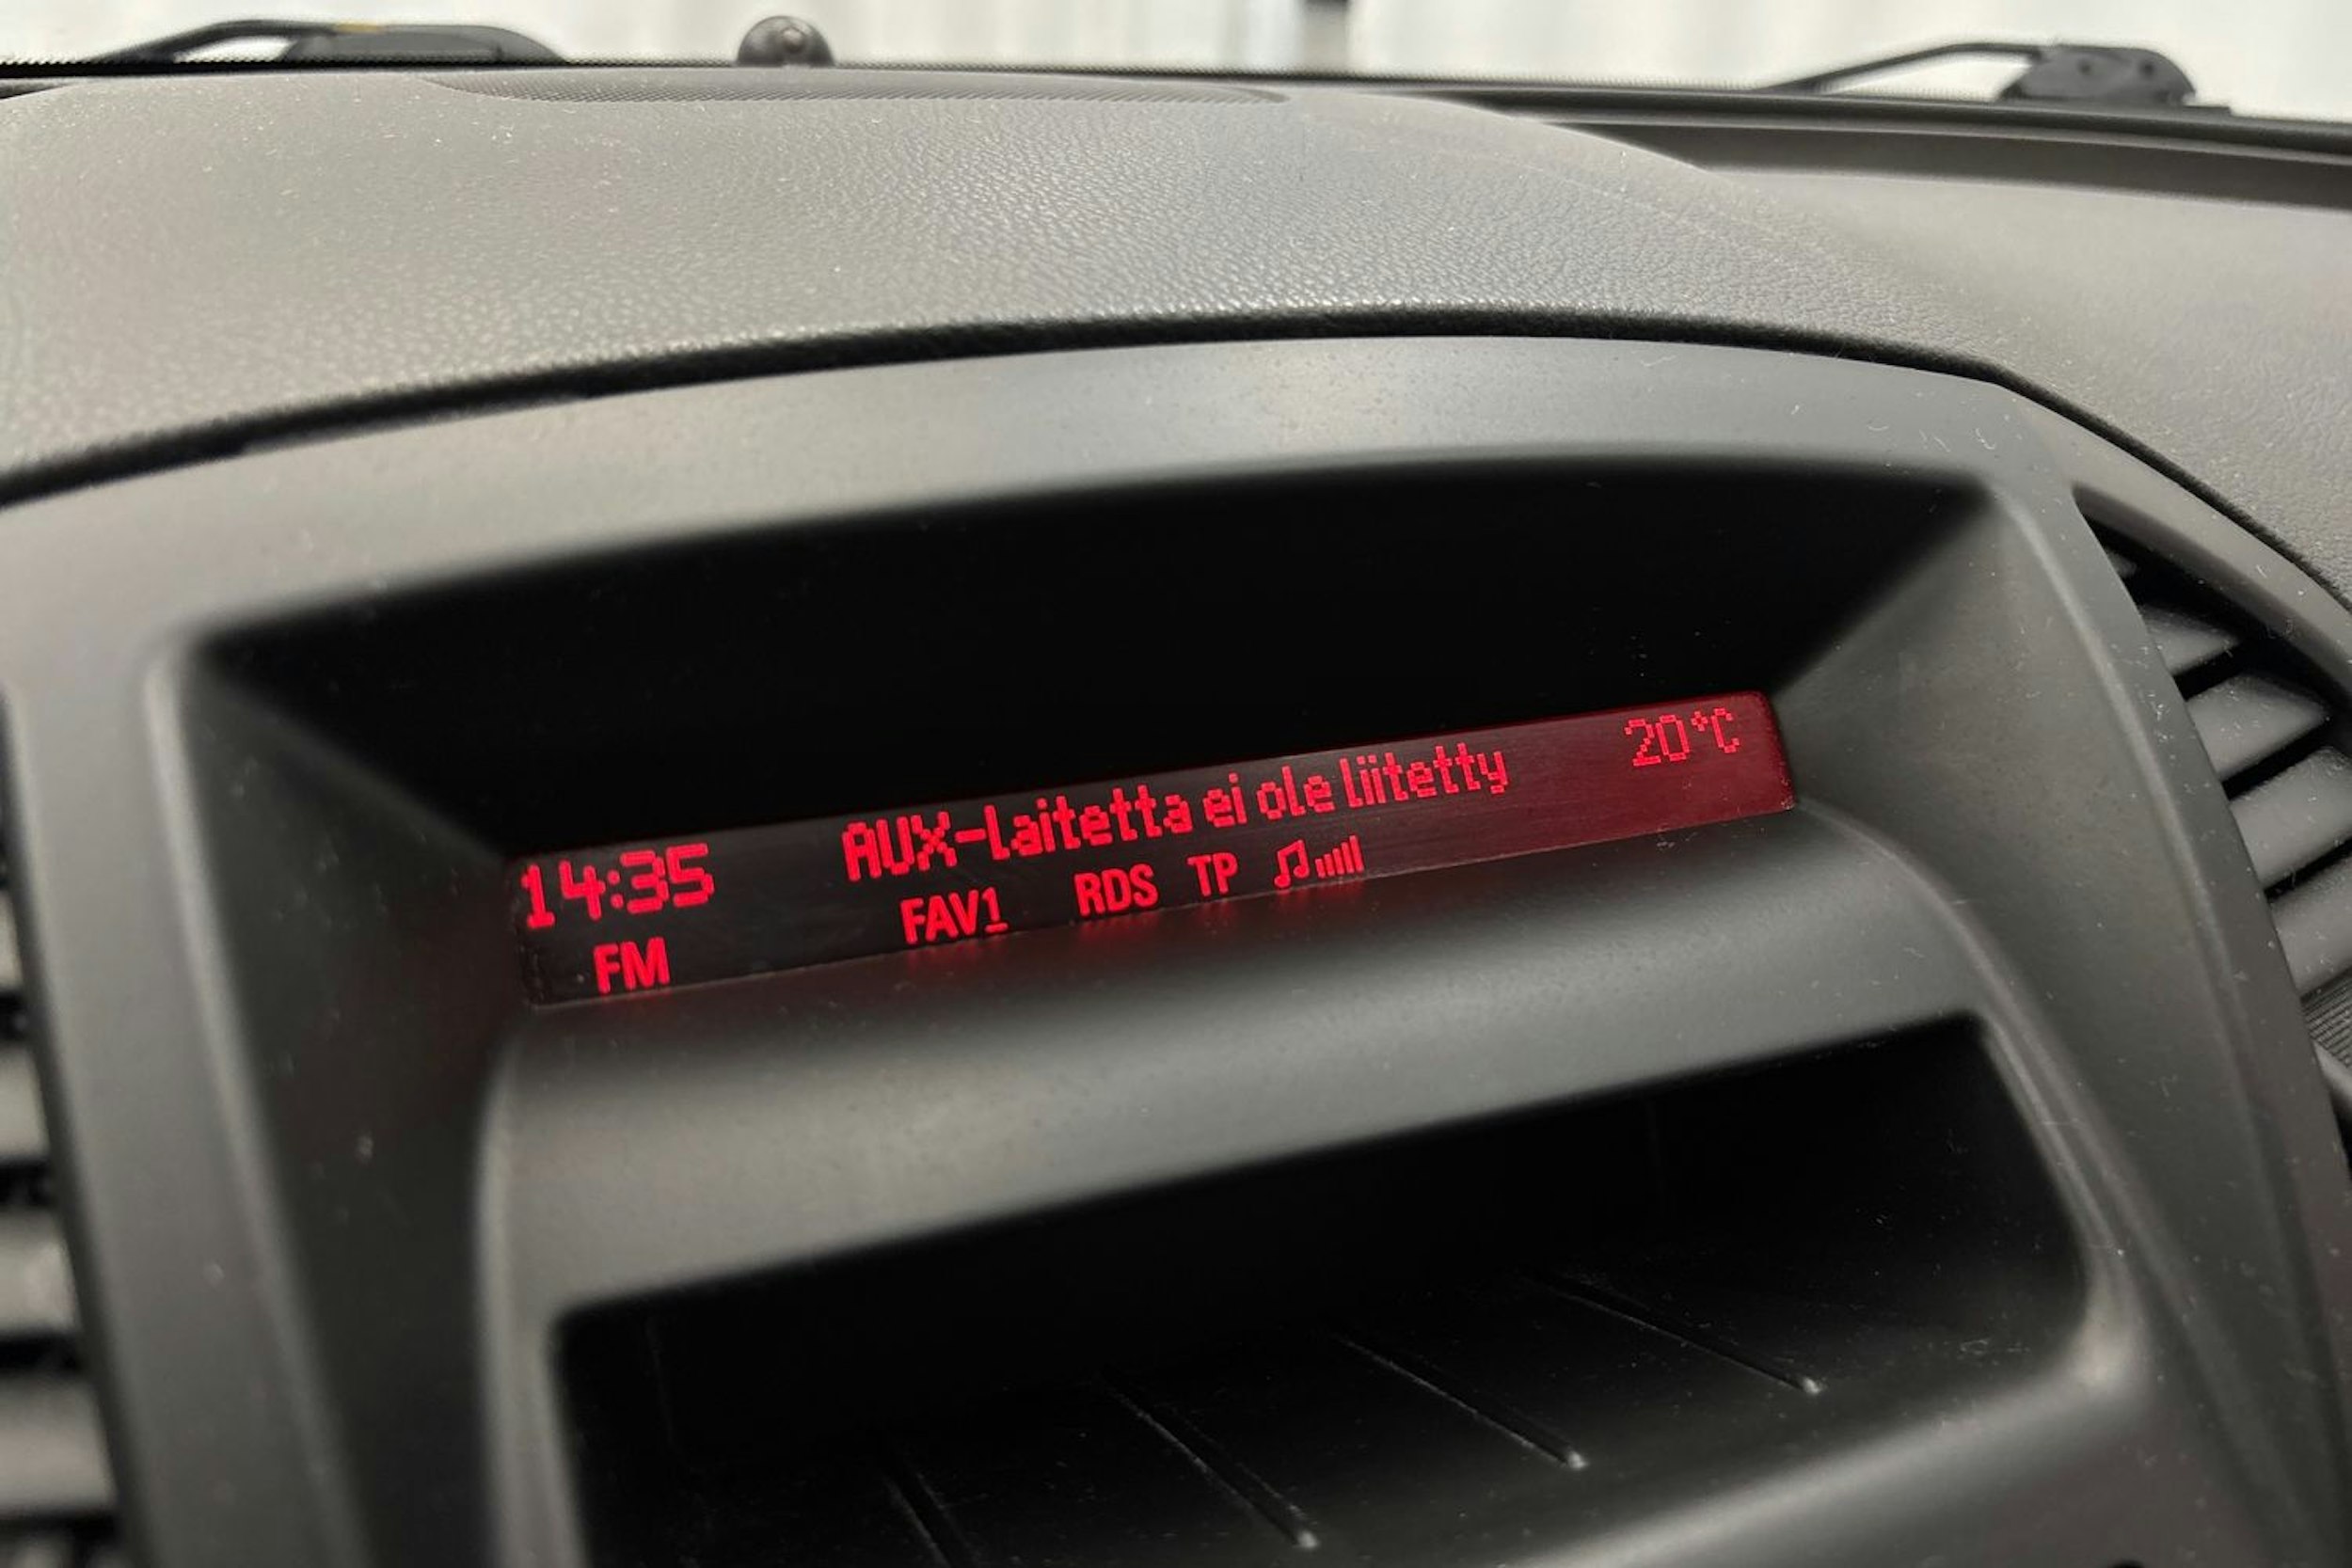 14:35 AUX-laitetta ei ole liitetty 20°C
FM FAV1 RDS TP